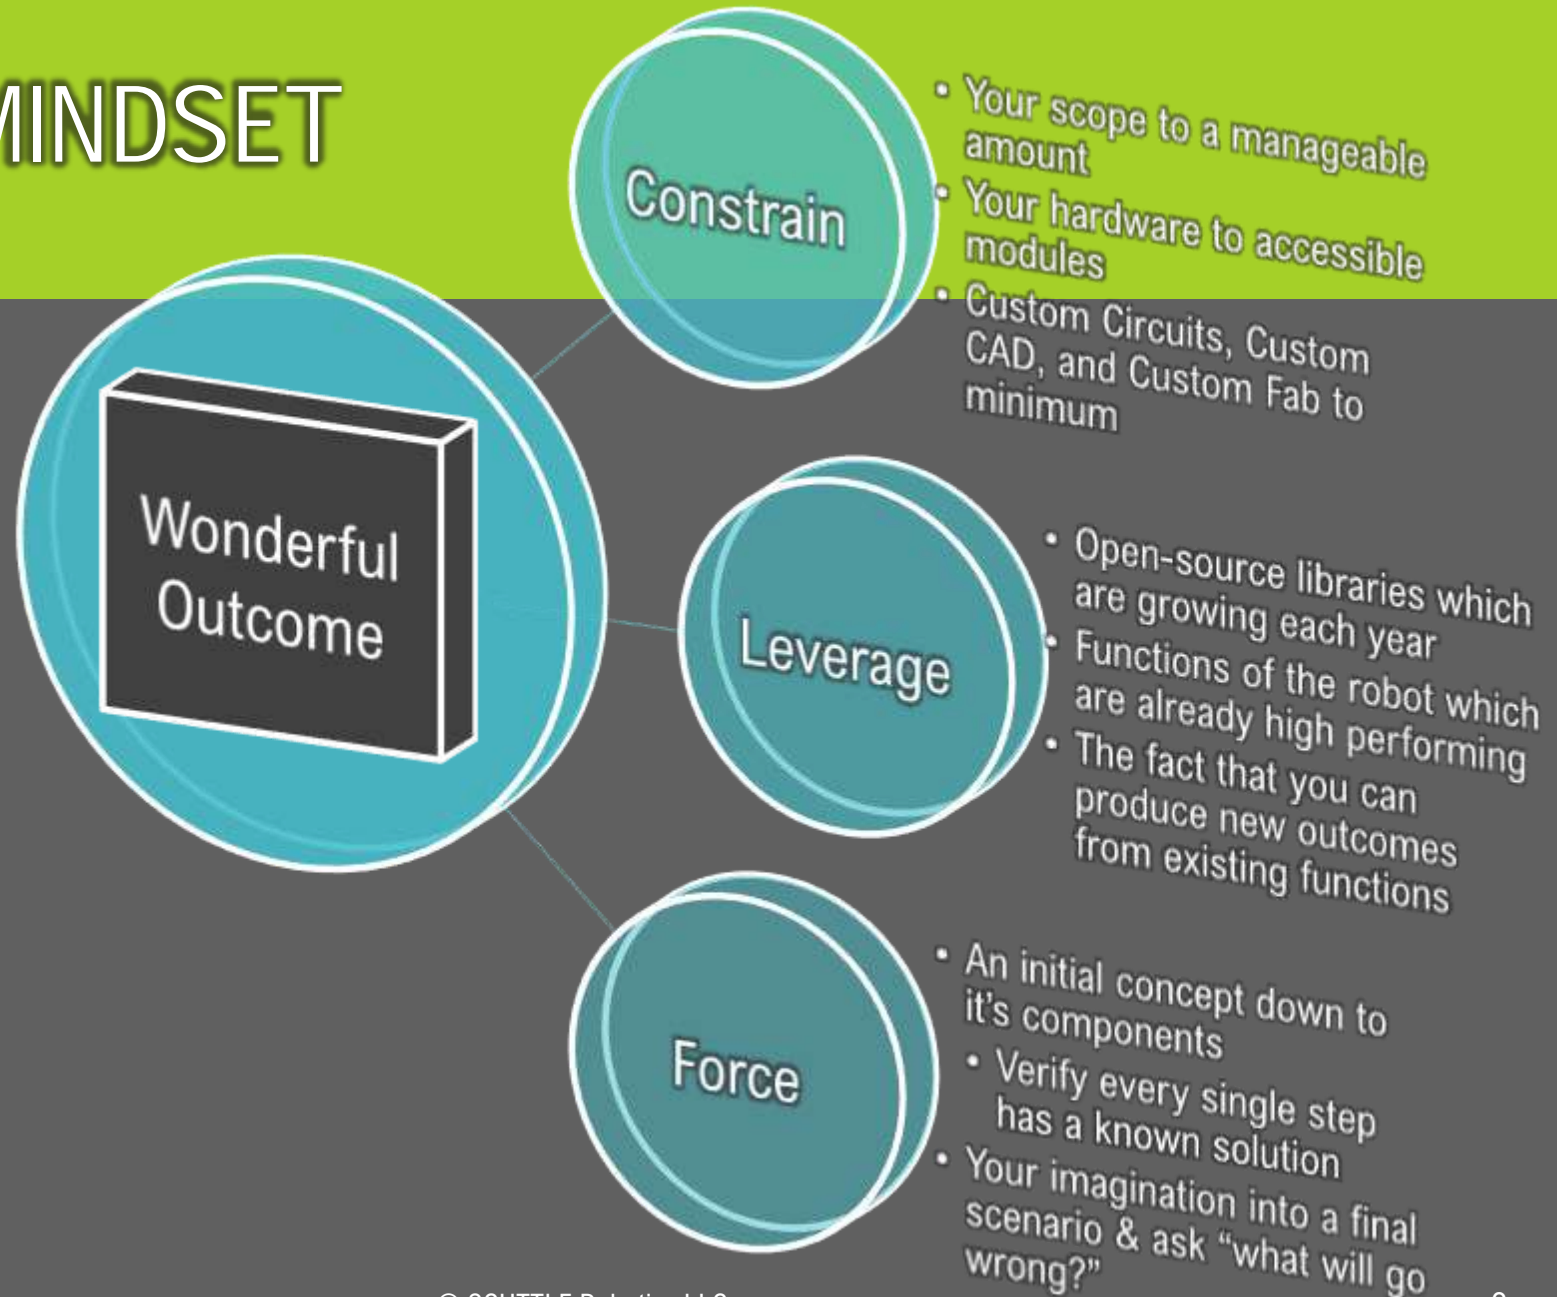 MINDSET
Constrain
• Your scope to a manageable
amount
• Your hardware to accessible
modules
• Custom Circuits, Custom
CAD, and Custom Fab to
minimum
Wonderful
Outcome
Leverage
• Open-source libraries which
are growing each year
• Functions of the robot which
are already high performing
• The fact that you can
produce new outcomes
from existing functions
Force
• An initial concept down to
it's components
• Verify every single step
has a known solution
• Your imagination into a final
scenario & ask “what will go
wrong?”